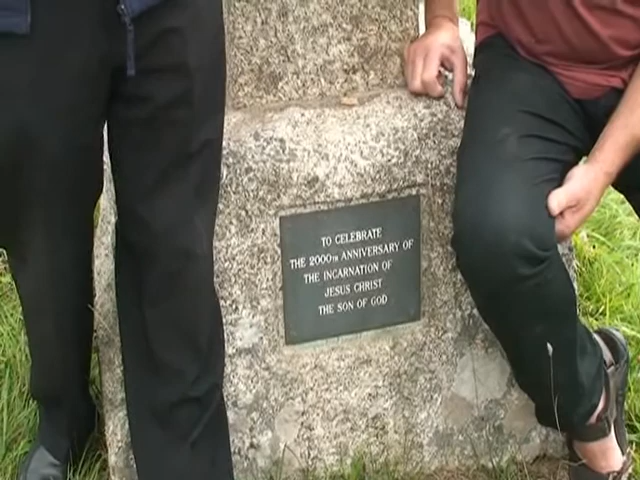 TO CELEBRATE
THE 2000TH ANNIVERSARY OF
THE INCARNATION OF
JESUS CHRIST
THE SON OF GOD